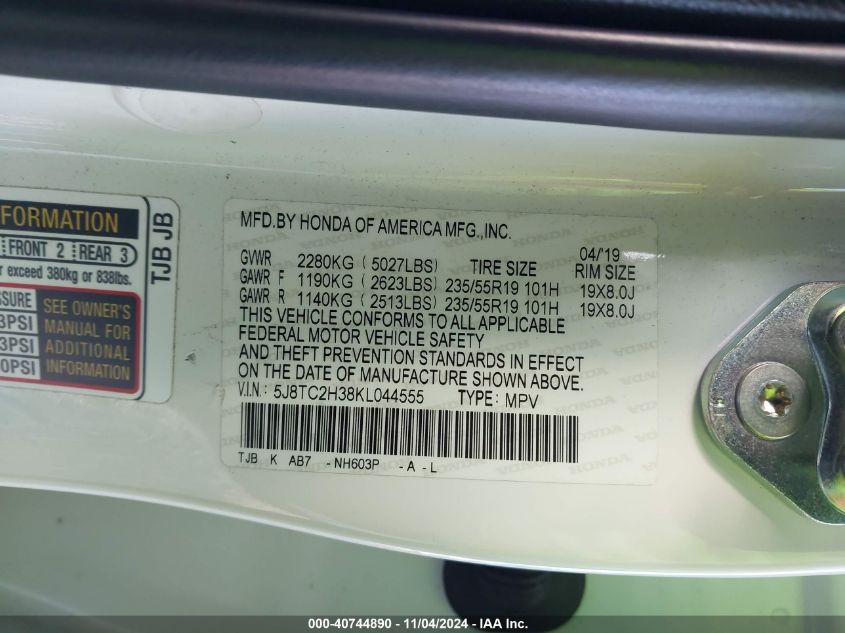 FORMATION
FRONT 2 REAR 3
r exceed 380kg or 838lbs.
SSURE SEE OWNER'S
3PSI MANUAL FOR
3PSI ADDITIONAL
0PSI INFORMATION
TJB JB
MFD.BY HONDA OF AMERICA MFG.,INC.
04/19
GVWR 2280KG (5027LBS) TIRE SIZE RIM SIZE
GAWR F 1190KG (2623LBS) 235/55R19 101H 19X8.0J
GAWR R 1140KG (2513LBS) 235/55R19 101H 19X8.0J
THIS VEHICLE CONFORMS TO ALL APPLICABLE
FEDERAL MOTOR VEHICLE SAFETY
AND THEFT PREVENTION STANDARDS IN EFFECT
ON THE DATE OF MANUFACTURE SHOWN ABOVE.
V.I.N.: 5J8TC2H38KL044555 TYPE: MPV
TJB K AB7 -NH603P -A -L
000-40744890 - 11/04/2024 - IAA Inc.